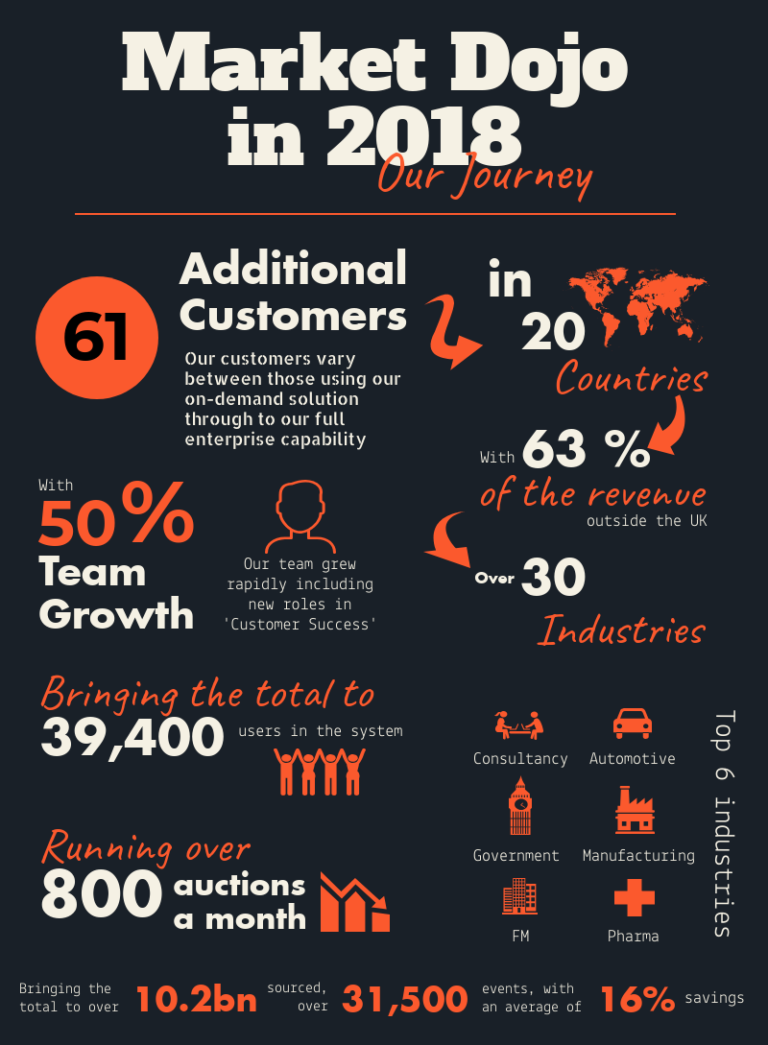 Market Dojo
in 2018
Our Journey
61
Additional
Customers
Our customers vary
between those using our
on-demand solution
through to our full
enterprise capability
in
20
Countries
With 63 %
of the revenue
outside the UK
Over 30
Industries
With
50%
Team
Growth
Our team grew
rapidly including
new roles in
'Customer Success'
Bringing the total to
39,400 users in the system
Running over
800 auctions
a month
Top 6 industries
Consultancy Automotive
Government Manufacturing
FM Pharma
Bringing the
total to over
10.2bn
sourced,
over
31,500
events, with
an average of
16% savings